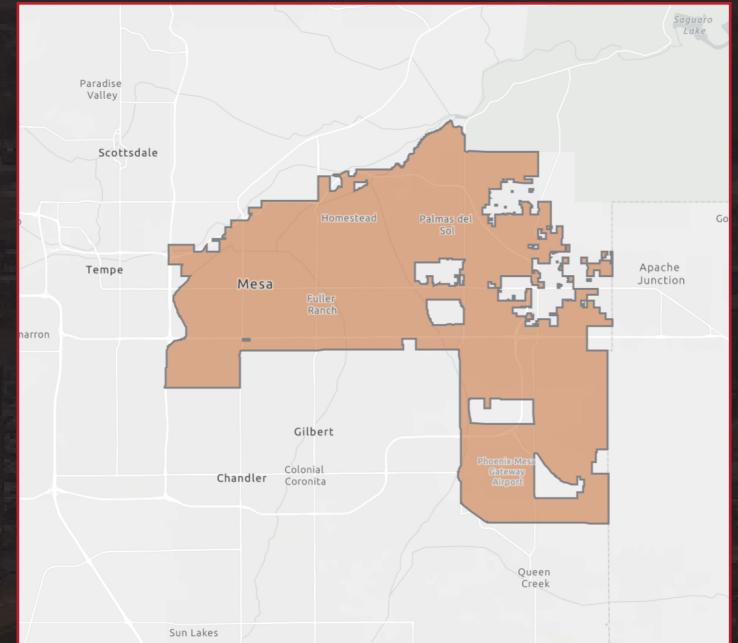 Saguaro
Lake
Paradise
Valley
Scottsdale
Homestead
Palmas del
Sol
Go
Tempe
Mesa
Apache
Junction
Fuller
Ranch
marron
Gilbert
Phoenix-Mesa
Gateway
Airport
Chandler
Colonial
Coronita
Queen
Creek
Sun Lakes